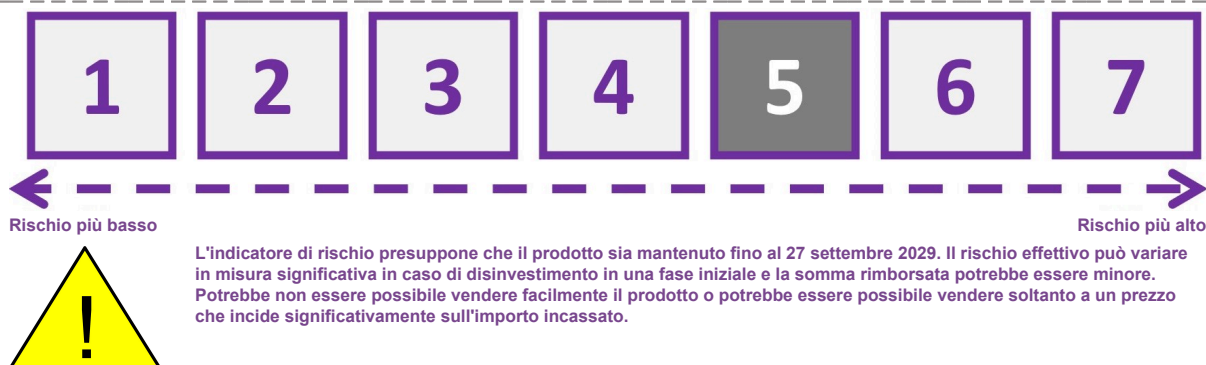 1 2 3 4 5 6 7
Rischio più basso Rischio più alto
L'indicatore di rischio presuppone che il prodotto sia mantenuto fino al 27 settembre 2029. Il rischio effettivo può variare
in misura significativa in caso di disinvestimento in una fase iniziale e la somma rimborsata potrebbe essere minore.
Potrebbe non essere possibile vendere facilmente il prodotto o potrebbe essere possibile vendere soltanto a un prezzo
che incide significativamente sull'importo incassato.
!